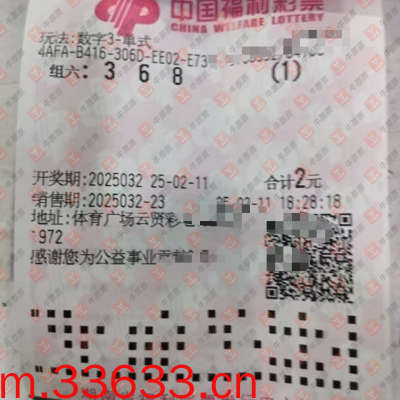 中国福利彩票
CHINA WELFARE LOTTERY
玩法:数字3-单式
4AFA-B416-306D-EE02-E73
组六: 3 6 8 (1)
开奖期:2025032 25-02-11 合计2元
销售期:2025032-23 25-02-11 18:28:18
地址:体育广场云贤彩
1972
感谢您为公益事业
m.33633.cn